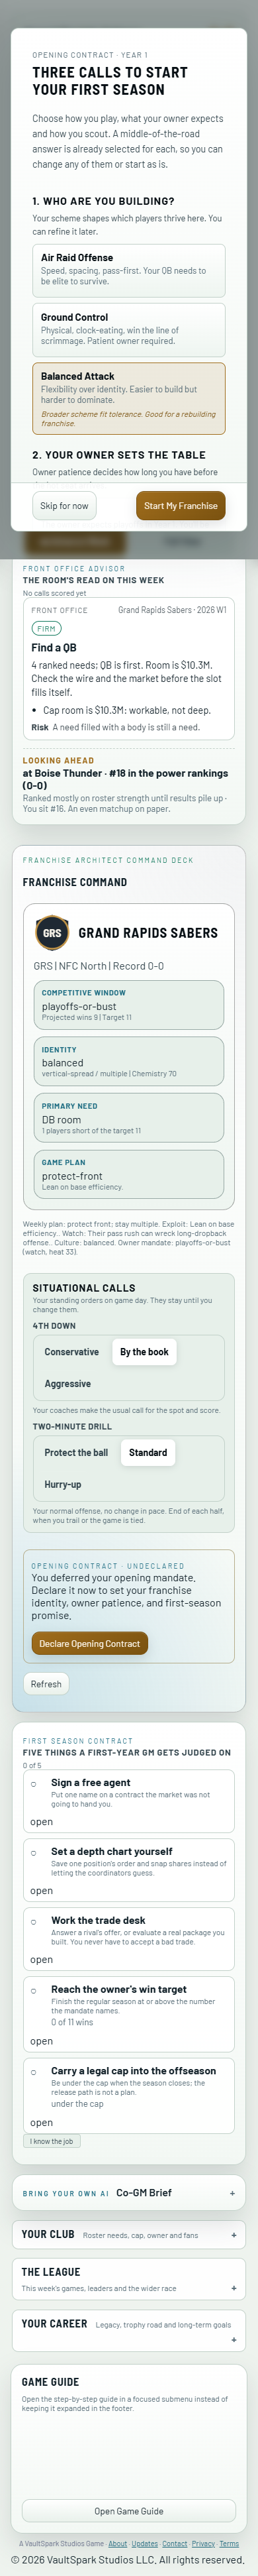 OPENING CONTRACT · YEAR 1
THREE CALLS TO START
YOUR FIRST SEASON
Choose how you play, what your owner expects
and how you scout. A middle-of-the-road
answer is already selected for each, so you can
change any of them or start as is.
1. WHO ARE YOU BUILDING?
Your scheme shapes which players thrive here. You
can refine it later.
Air Raid Offense
Speed, spacing, pass-first. Your QB needs to
be elite to survive.
Ground Control
Physical, clock-eating, win the line of
scrimmage. Patient owner required.
Balanced Attack
Flexibility over identity. Easier to build but
harder to dominate.
Broader scheme fit tolerance. Good for a rebuilding
franchise.
2. YOUR OWNER SETS THE TABLE
Owner patience decides how long you have before
Skip for now
Start My Franchise
FRONT OFFICE ADVISOR
THE ROOM'S READ ON THIS WEEK
No calls scored yet
FRONT OFFICE
Grand Rapids Sabers · 2026 W1
FIRM
Find a QB
4 ranked needs; QB is first. Room is $10.3M.
Check the wire and the market before the slot
fills itself.
• Cap room is $10.3M: workable, not deep.
Risk A need filled with a body is still a need.
LOOKING AHEAD
at Boise Thunder · #18 in the power rankings
(0-0)
Ranked mostly on roster strength until results pile up ·
You sit #16. An even matchup on paper.
FRANCHISE ARCHITECT COMMAND DECK
FRANCHISE COMMAND
GRS
GRAND RAPIDS SABERS
GRS | NFC North | Record 0-0
COMPETITIVE WINDOW
playoffs-or-bust
Projected wins 9 | Target 11
IDENTITY
balanced
vertical-spread / multiple | Chemistry 70
PRIMARY NEED
DB room
1 players short of the target 11
GAME PLAN
protect-front
Lean on base efficiency.
Weekly plan: protect front; stay multiple. Exploit: Lean on base
efficiency.. Watch: Their pass rush can wreck long-dropback
offense. . Culture: balanced. Owner mandate: playoffs-or-bust
(watch, heat 33).
SITUATIONAL CALLS
Your standing orders on game day. They stay until you
change them.
4TH DOWN
Conservative
By the book
Aggressive
Your coaches make the usual call for the spot and score.
TWO-MINUTE DRILL
Protect the ball
Standard
Hurry-up
Your normal offense, no change in pace. End of each half,
when you trail or the game is tied.
OPENING CONTRACT · UNDECLARED
You deferred your opening mandate.
Declare it now to set your franchise
identity, owner patience, and first-season
promise.
Declare Opening Contract
Refresh
FIRST SEASON CONTRACT
FIVE THINGS A FIRST-YEAR GM GETS JUDGED ON
0 of 5
○ Sign a free agent
Put one name on a contract the market was not
going to hand you.
open
○ Set a depth chart yourself
Save one position's order and snap shares instead of
letting the coordinators guess.
open
○ Work the trade desk
Answer a rival's offer, or evaluate a real package you
built. You never have to accept a bad trade.
open
○ Reach the owner's win target
Finish the regular season at or above the number
the mandate names.
0 of 11 wins
open
○ Carry a legal cap into the offseason
Be under the cap when the season closes; the
release path is not a plan.
under the cap
open
I know the job
BRING YOUR OWN AI Co-GM Brief +
YOUR CLUB Roster needs, cap, owner and fans +
THE LEAGUE
This week's games, leaders and the wider race +
YOUR CAREER Legacy, trophy road and long-term goals
+
GAME GUIDE
Open the step-by-step guide in a focused submenu instead of
keeping it expanded in the footer.
Open Game Guide
A VaultSpark Studios Game · About · Updates · Contact · Privacy · Terms
© 2026 VaultSpark Studios LLC. All rights reserved.